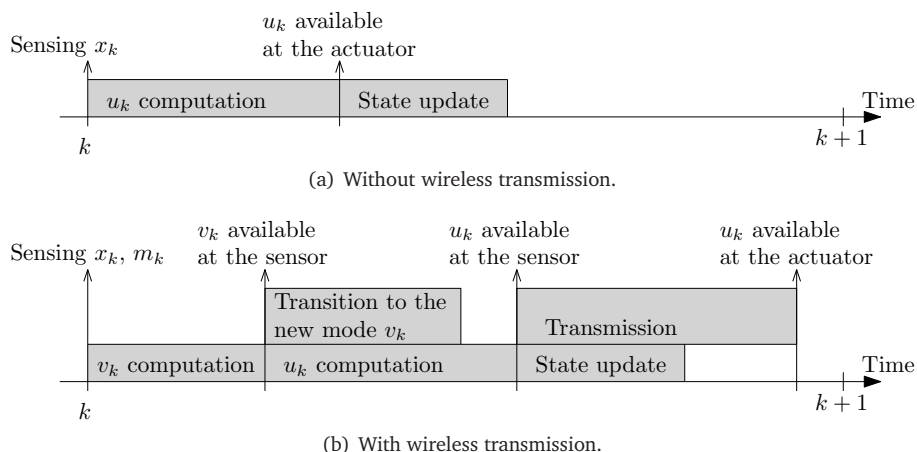 u_k available
at the actuator
Sensing x_k
u_k computation
State update
Time
k
k + 1
(a) Without wireless transmission.
v_k available
at the sensor
u_k available
at the sensor
u_k available
at the actuator
Sensing x_k, m_k
Transition to the
new mode v_k
Transmission
v_k computation
u_k computation
State update
Time
k
k + 1
(b) With wireless transmission.